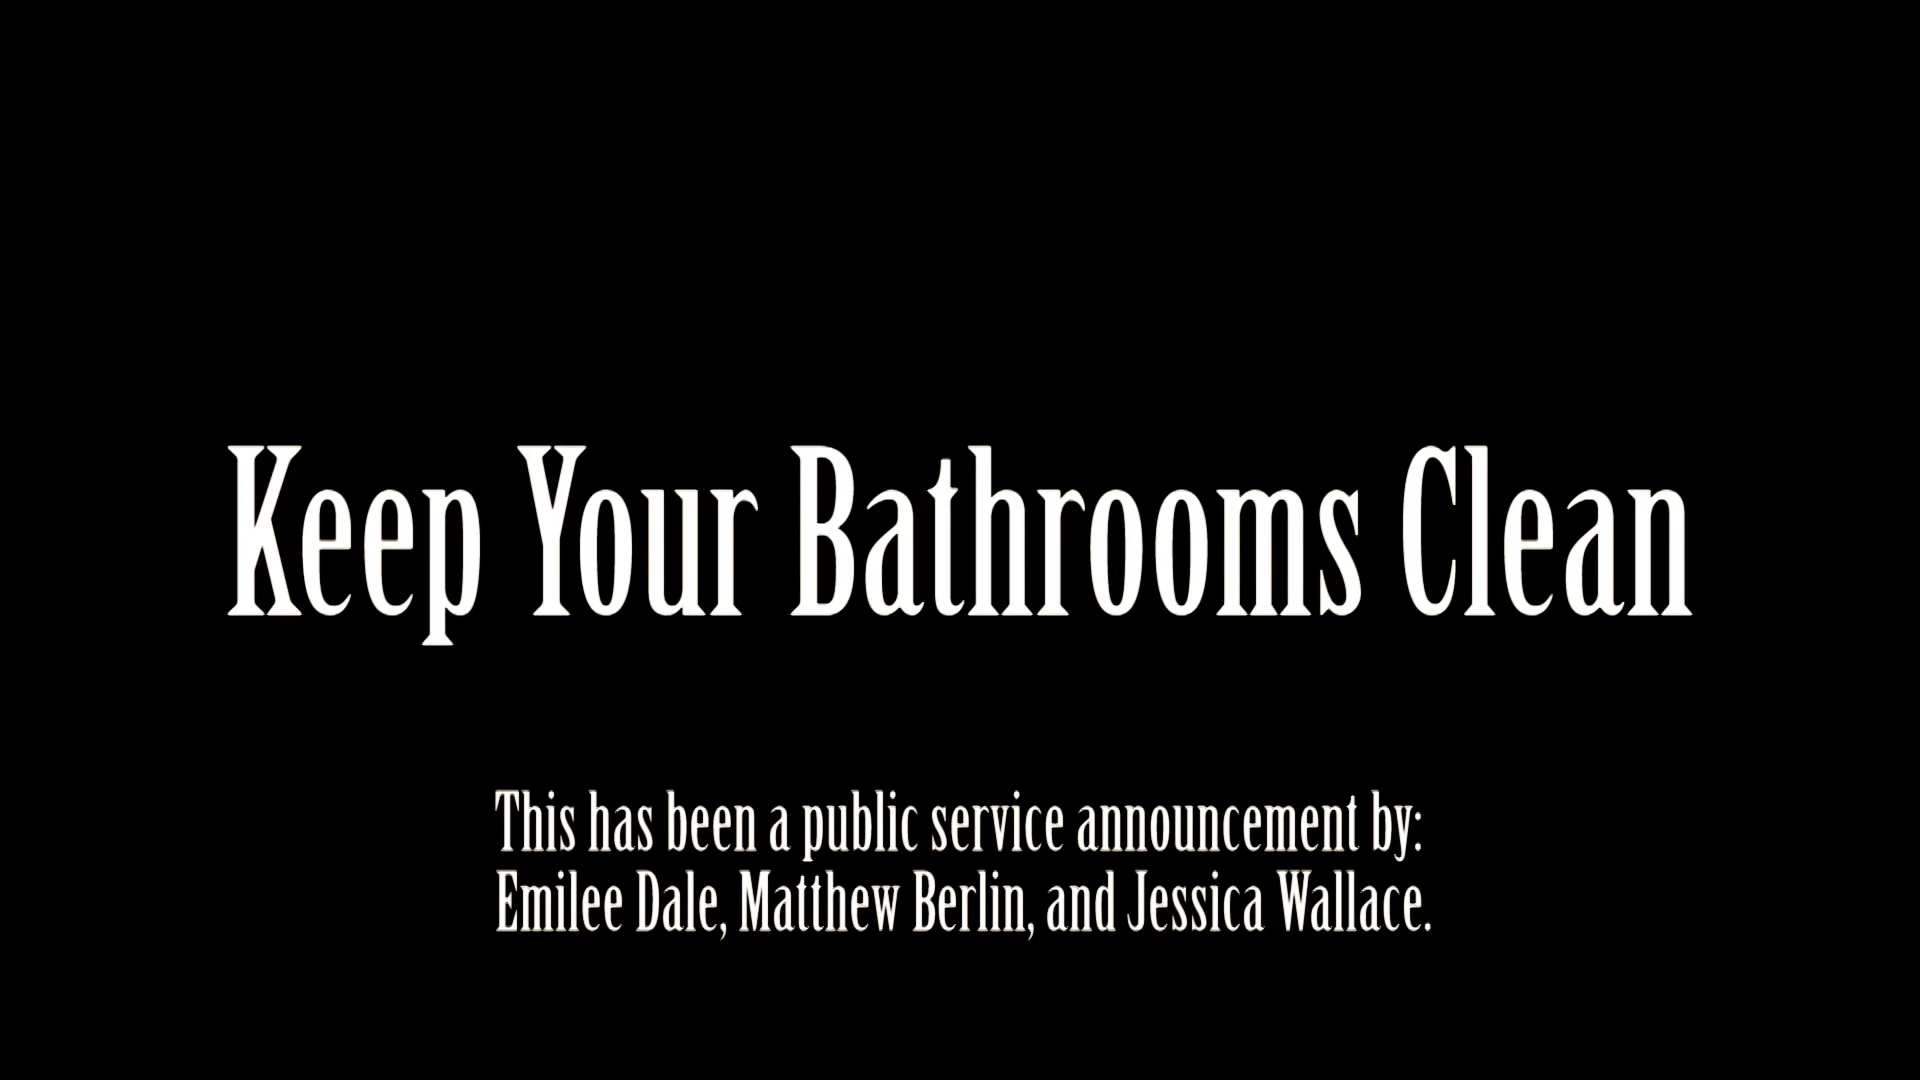 Keep Your Bathrooms Clean
This has been a public service announcement by:
Emilee Dale, Matthew Berlin, and Jessica Wallace.